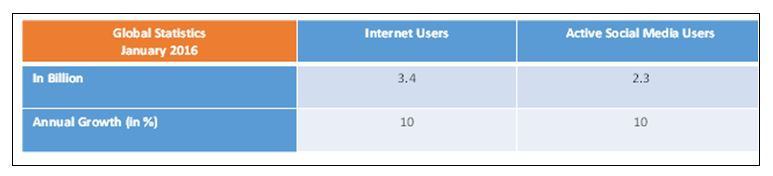 Global Statistics
January 2016
Internet Users
Active Social Media Users
In Billion
3.4
2.3
Annual Growth (in %)
10
10